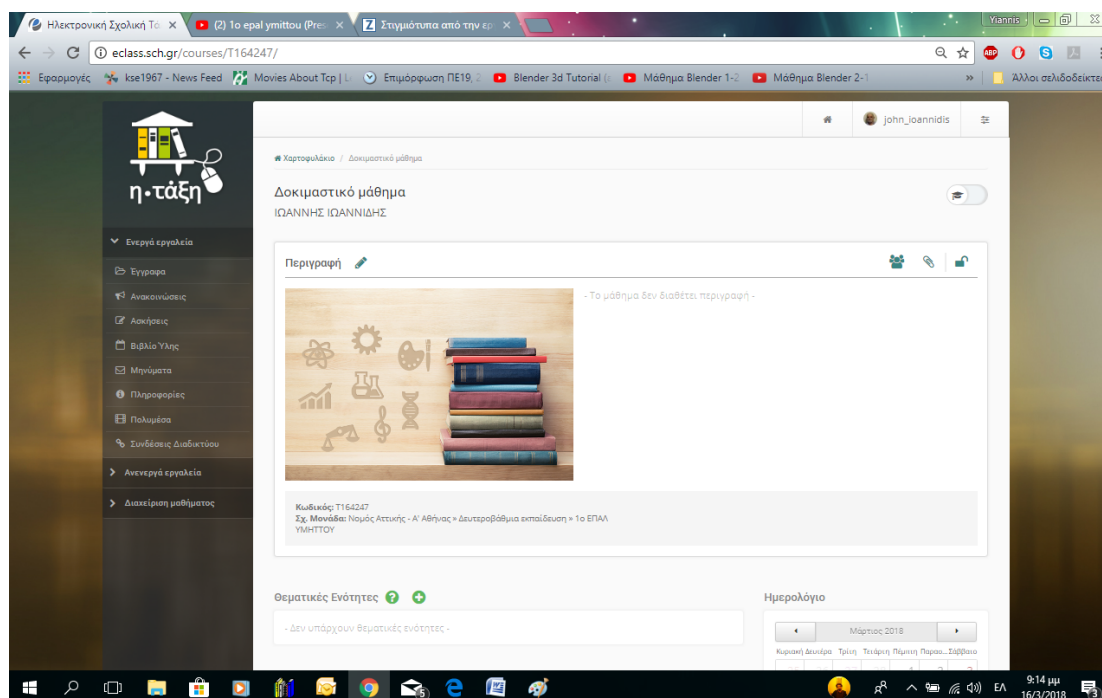 Ηλεκτρονική Σχολική Τό
(2) 1o epal ymittou (Pres
Στιγμιότυπα από την ερ
Yiannis
eclass.sch.gr/courses/T164247/
Εφαρμογές kse1967 - News Feed Movies About Tcp | L Επιμόρφωση ΠΕ19, 2 Blender 3d Tutorial ( Μάθημα Blender 1-2 Μάθημα Blender 2-1 » Άλλοι σελιδοδείκτε
η•τάξη
john_ioannidis
Χαρτοφυλάκιο / Δοκιμαστικό μάθημα
Δοκιμαστικό μάθημα
ΙΩΑΝΝΗΣ ΙΩΑΝΝΙΔΗΣ
Ενεργά εργαλεία
Έγγραφα
Ανακοινώσεις
Ασκήσεις
Βιβλίο Ύλης
Μηνύματα
Πληροφορίες
Πολυμέσα
Συνδέσεις Διαδικτύου
Ανενεργά εργαλεία
Διαχείριση μαθήματος
Περιγραφή
- Το μάθημα δεν διαθέτει περιγραφή -
Κωδικός: T164247
Σχ. Μονάδα: Νομός Αττικής - Α' Αθήνας » Δευτεροβάθμια εκπαίδευση » 1ο ΕΠΑΛ
ΥΜΗΤΤΟΥ
Θεματικές Ενότητες
- Δεν υπάρχουν θεματικές ενότητες -
Ημερολόγιο
Μάρτιος 2018
Κυριακή Δευτέρα Τρίτη Τετάρτη Πέμπτη Παρασ... Σάββατο
ΕΛ
9:14 μμ
16/3/2018